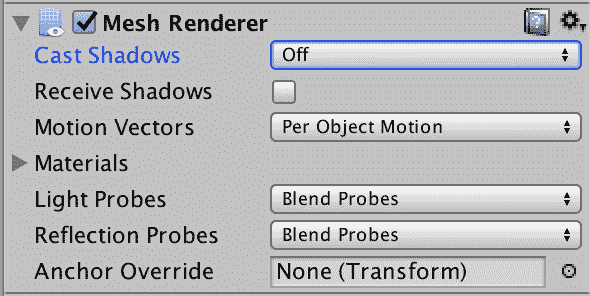 Mesh Renderer
Cast Shadows Off
Receive Shadows
Motion Vectors Per Object Motion
Materials
Light Probes Blend Probes
Reflection Probes Blend Probes
Anchor Override None (Transform)